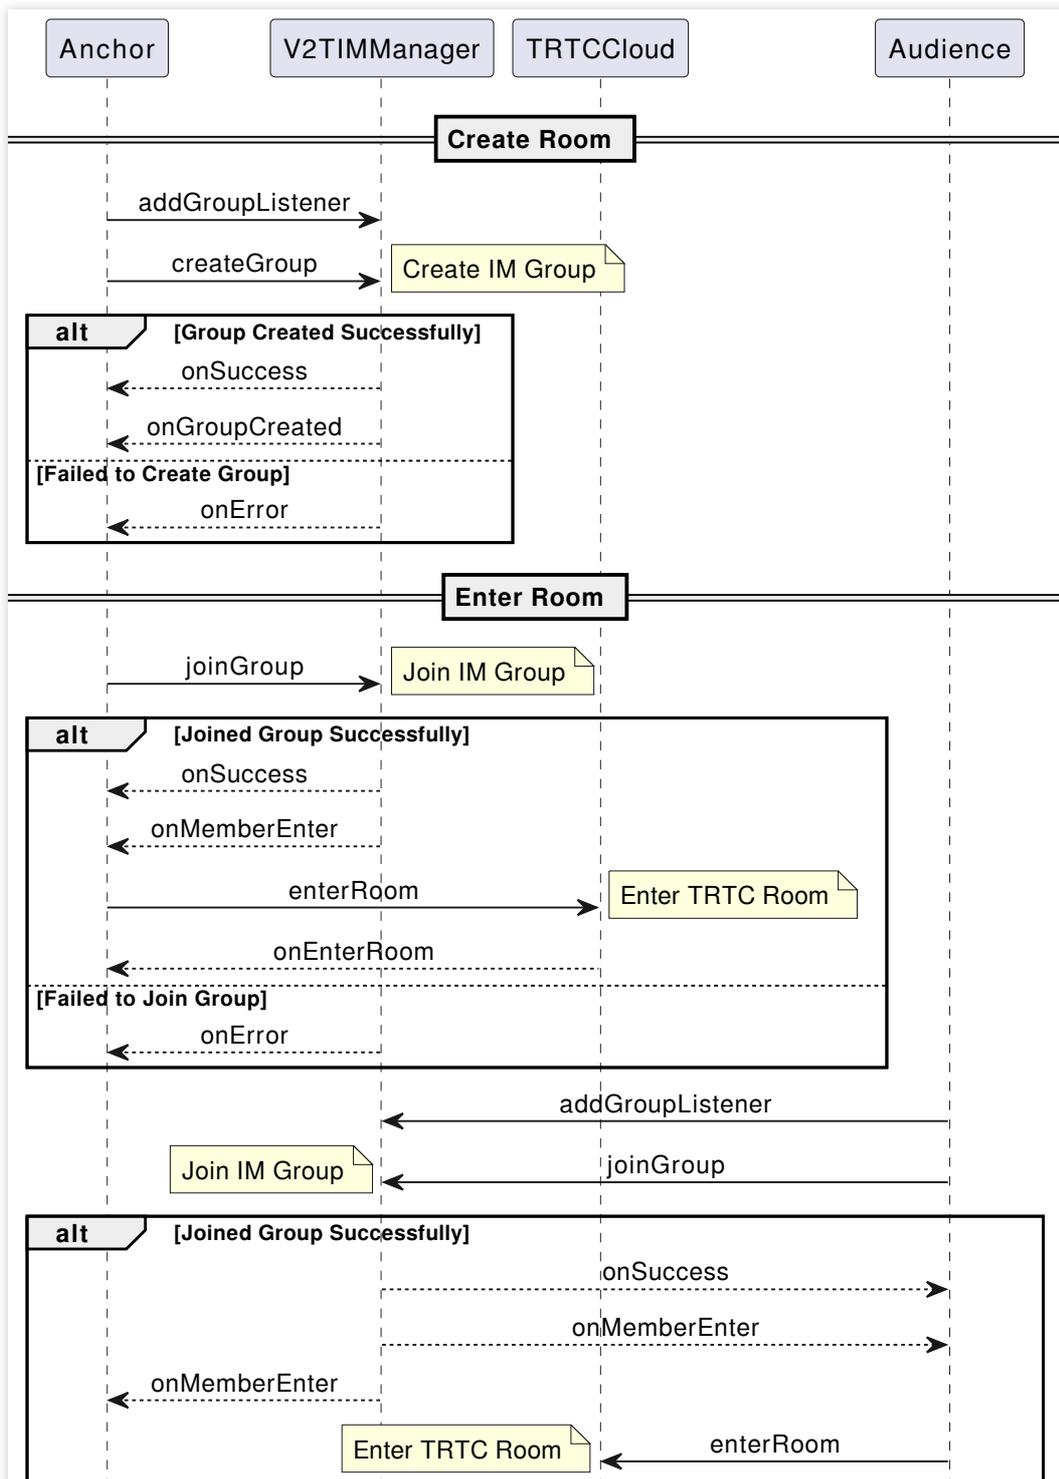 Anchor
V2TIMManager
TRTCCloud
Audience
Create Room
addGroupListener
createGroup
Create IM Group
alt
[Group Created Successfully]
onSuccess
onGroupCreated
[Failed to Create Group]
onError
Enter Room
joinGroup
Join IM Group
alt
[Joined Group Successfully]
onSuccess
onMemberEnter
enterRoom
Enter TRTC Room
onEnterRoom
[Failed to Join Group]
onError
addGroupListener
Join IM Group
joinGroup
alt
[Joined Group Successfully]
onSuccess
onMemberEnter
onMemberEnter
Enter TRTC Room
enterRoom